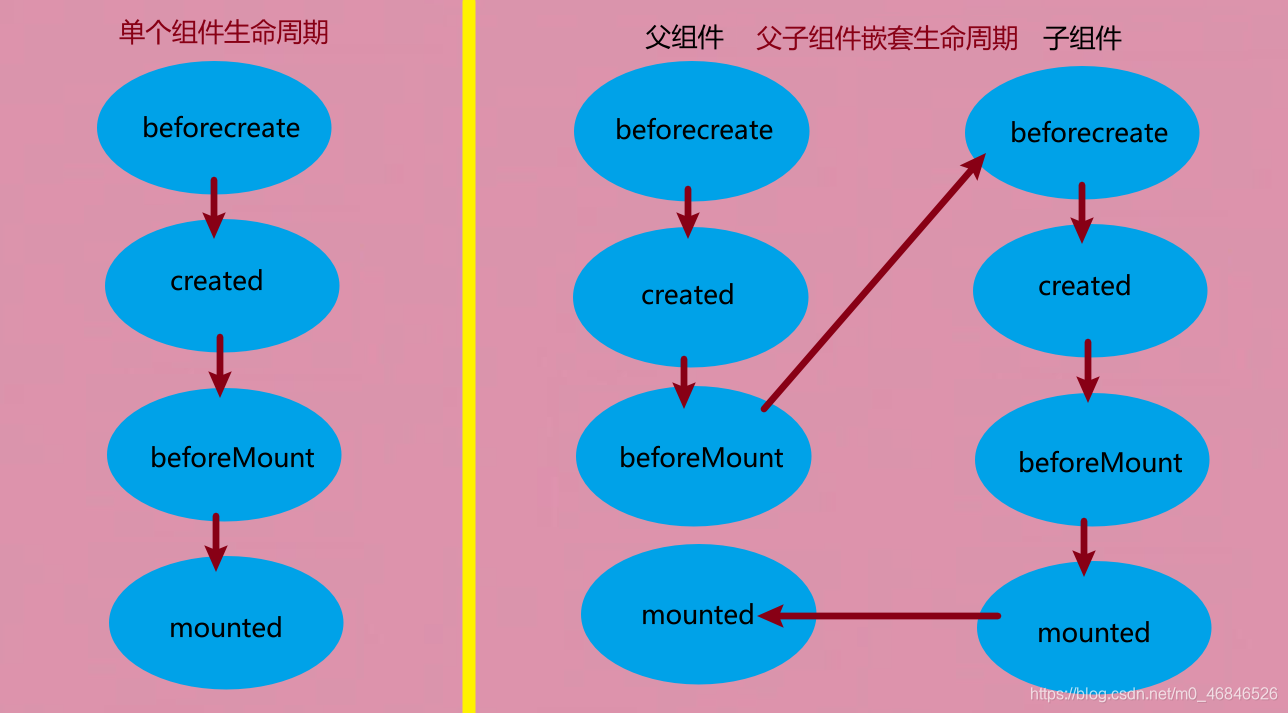 单个组件生命周期
beforecreate
created
beforeMount
mounted
父组件 父子组件嵌套生命周期 子组件
beforecreate
created
beforeMount
mounted
beforecreate
created
beforeMount
mounted
https://blog.csdn.net/m0_46846526